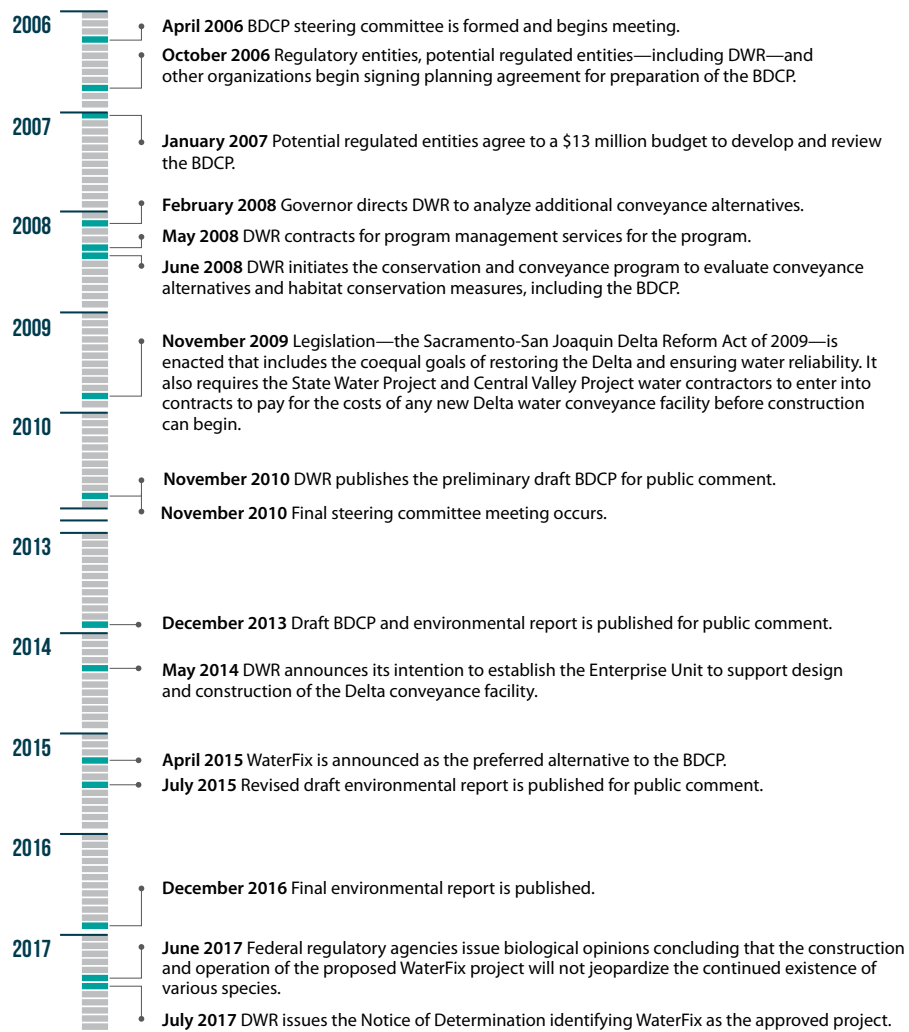 2006
April 2006 BDCP steering committee is formed and begins meeting.
October 2006 Regulatory entities, potential regulated entities—including DWR—and
other organizations begin signing planning agreement for preparation of the BDCP.
2007
January 2007 Potential regulated entities agree to a $13 million budget to develop and review
the BDCP.
2008
February 2008 Governor directs DWR to analyze additional conveyance alternatives.
May 2008 DWR contracts for program management services for the program.
June 2008 DWR initiates the conservation and conveyance program to evaluate conveyance
alternatives and habitat conservation measures, including the BDCP.
2009
November 2009 Legislation—the Sacramento-San Joaquin Delta Reform Act of 2009—is
enacted that includes the coequal goals of restoring the Delta and ensuring water reliability. It
also requires the State Water Project and Central Valley Project water contractors to enter into
contracts to pay for the costs of any new Delta water conveyance facility before construction
can begin.
2010
November 2010 DWR publishes the preliminary draft BDCP for public comment.
November 2010 Final steering committee meeting occurs.
2013
December 2013 Draft BDCP and environmental report is published for public comment.
2014
May 2014 DWR announces its intention to establish the Enterprise Unit to support design
and construction of the Delta conveyance facility.
2015
April 2015 WaterFix is announced as the preferred alternative to the BDCP.
July 2015 Revised draft environmental report is published for public comment.
2016
December 2016 Final environmental report is published.
2017
June 2017 Federal regulatory agencies issue biological opinions concluding that the construction
and operation of the proposed WaterFix project will not jeopardize the continued existence of
various species.
July 2017 DWR issues the Notice of Determination identifying WaterFix as the approved project.